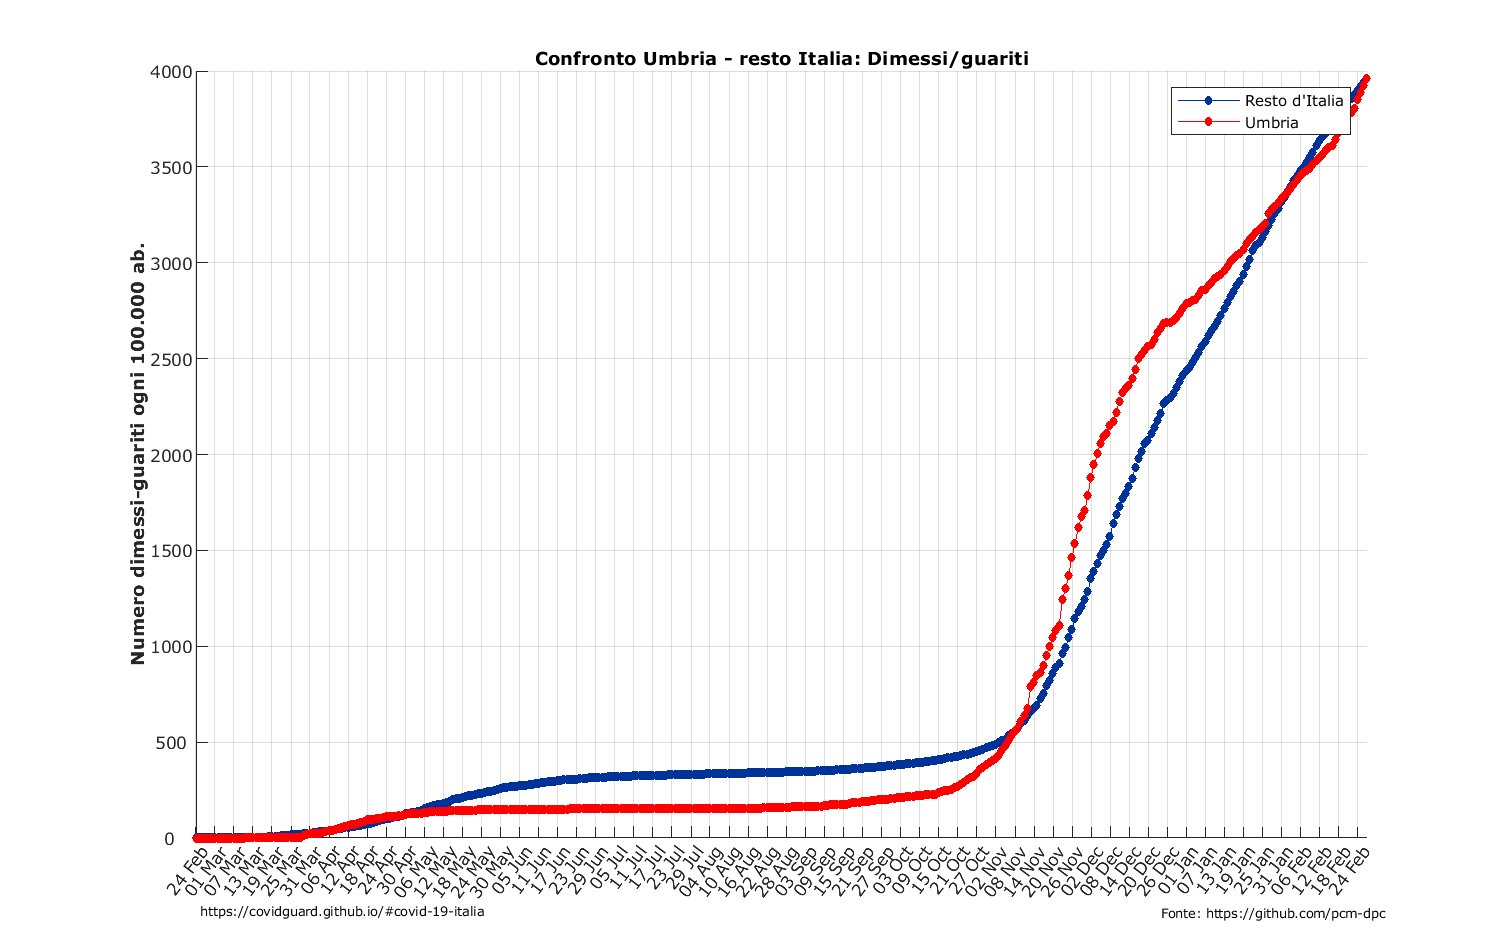 Confronto Umbria - resto Italia: Dimessi/guariti
Numero dimessi-guariti ogni 100.000 ab.
4000
3500
3000
2500
2000
1500
1000
500
0
Resto d'Italia
Umbria
24 Feb
01 Mar
07 Mar
13 Mar
19 Mar
25 Mar
31 Mar
06 Apr
12 Apr
18 Apr
24 Apr
30 Apr
06 May
12 May
18 May
24 May
30 May
05 Jun
11 Jun
17 Jun
23 Jun
29 Jun
05 Jul
11 Jul
17 Jul
23 Jul
29 Jul
04 Aug
10 Aug
16 Aug
22 Aug
28 Aug
03 Sep
09 Sep
15 Sep
21 Sep
27 Sep
03 Oct
09 Oct
15 Oct
21 Oct
27 Oct
02 Nov
08 Nov
14 Nov
20 Nov
26 Nov
02 Dec
08 Dec
14 Dec
20 Dec
26 Dec
01 Jan
07 Jan
13 Jan
19 Jan
25 Jan
31 Jan
06 Feb
12 Feb
18 Feb
24 Feb
https://covidguard.github.io/#covid-19-italia
Fonte: https://github.com/pcm-dpc